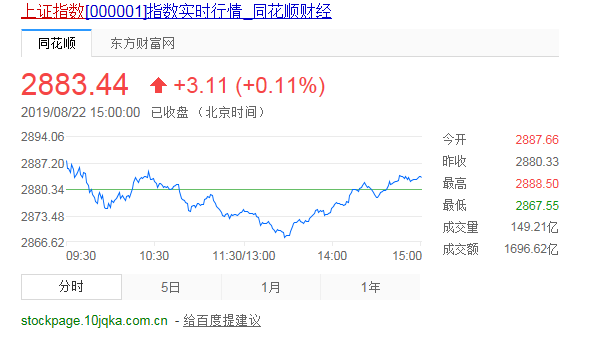 上证指数[000001]指数实时行情_同花顺财经
同花顺 东方财富网
2883.44 +3.11 (+0.11%)
2019/08/22 15:00:00 已收盘 (北京时间)
2894.06
2887.20
2880.34
2873.48
2866.62
09:30 10:30 11:30/13:00 14:00 15:00
今开 2887.66
昨收 2880.33
最高 2888.50
最低 2867.55
成交量 149.21亿
成交额 1696.62亿
分时 5日 1月 1年
stockpage.10jqka.com.cn - 给百度提建议